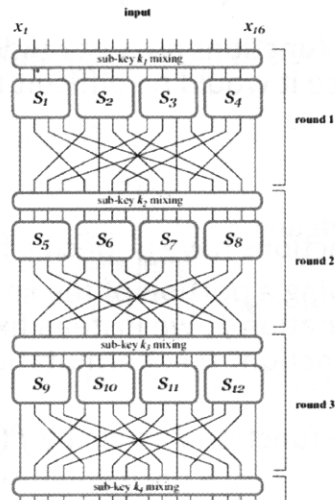 input
X1 X16
sub-key k1 mixing
S1 S2 S3 S4
round 1
sub-key k2 mixing
S5 S6 S7 S8
round 2
sub-key k3 mixing
S9 S10 S11 S12
round 3
sub-key k4 mixing